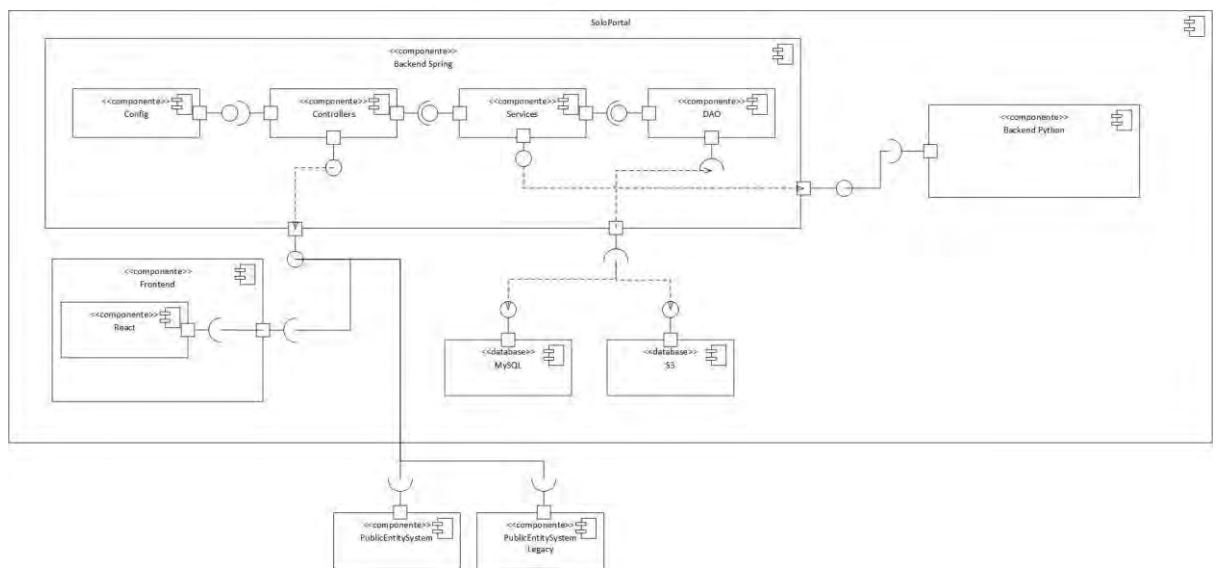 SoloPortal
<<componente>>
Backend Spring
<<componente>>
Config
<<componente>>
Controllers
<<componente>>
Services
<<componente>>
DAO
<<componente>>
Backend Python
<<componente>>
Frontend
<<componente>>
React
<<database>>
MySQL
<<database>>
S3
<<componente>>
PublicEntitySystem
<<componente>>
PublicEntitySystem
Legacy